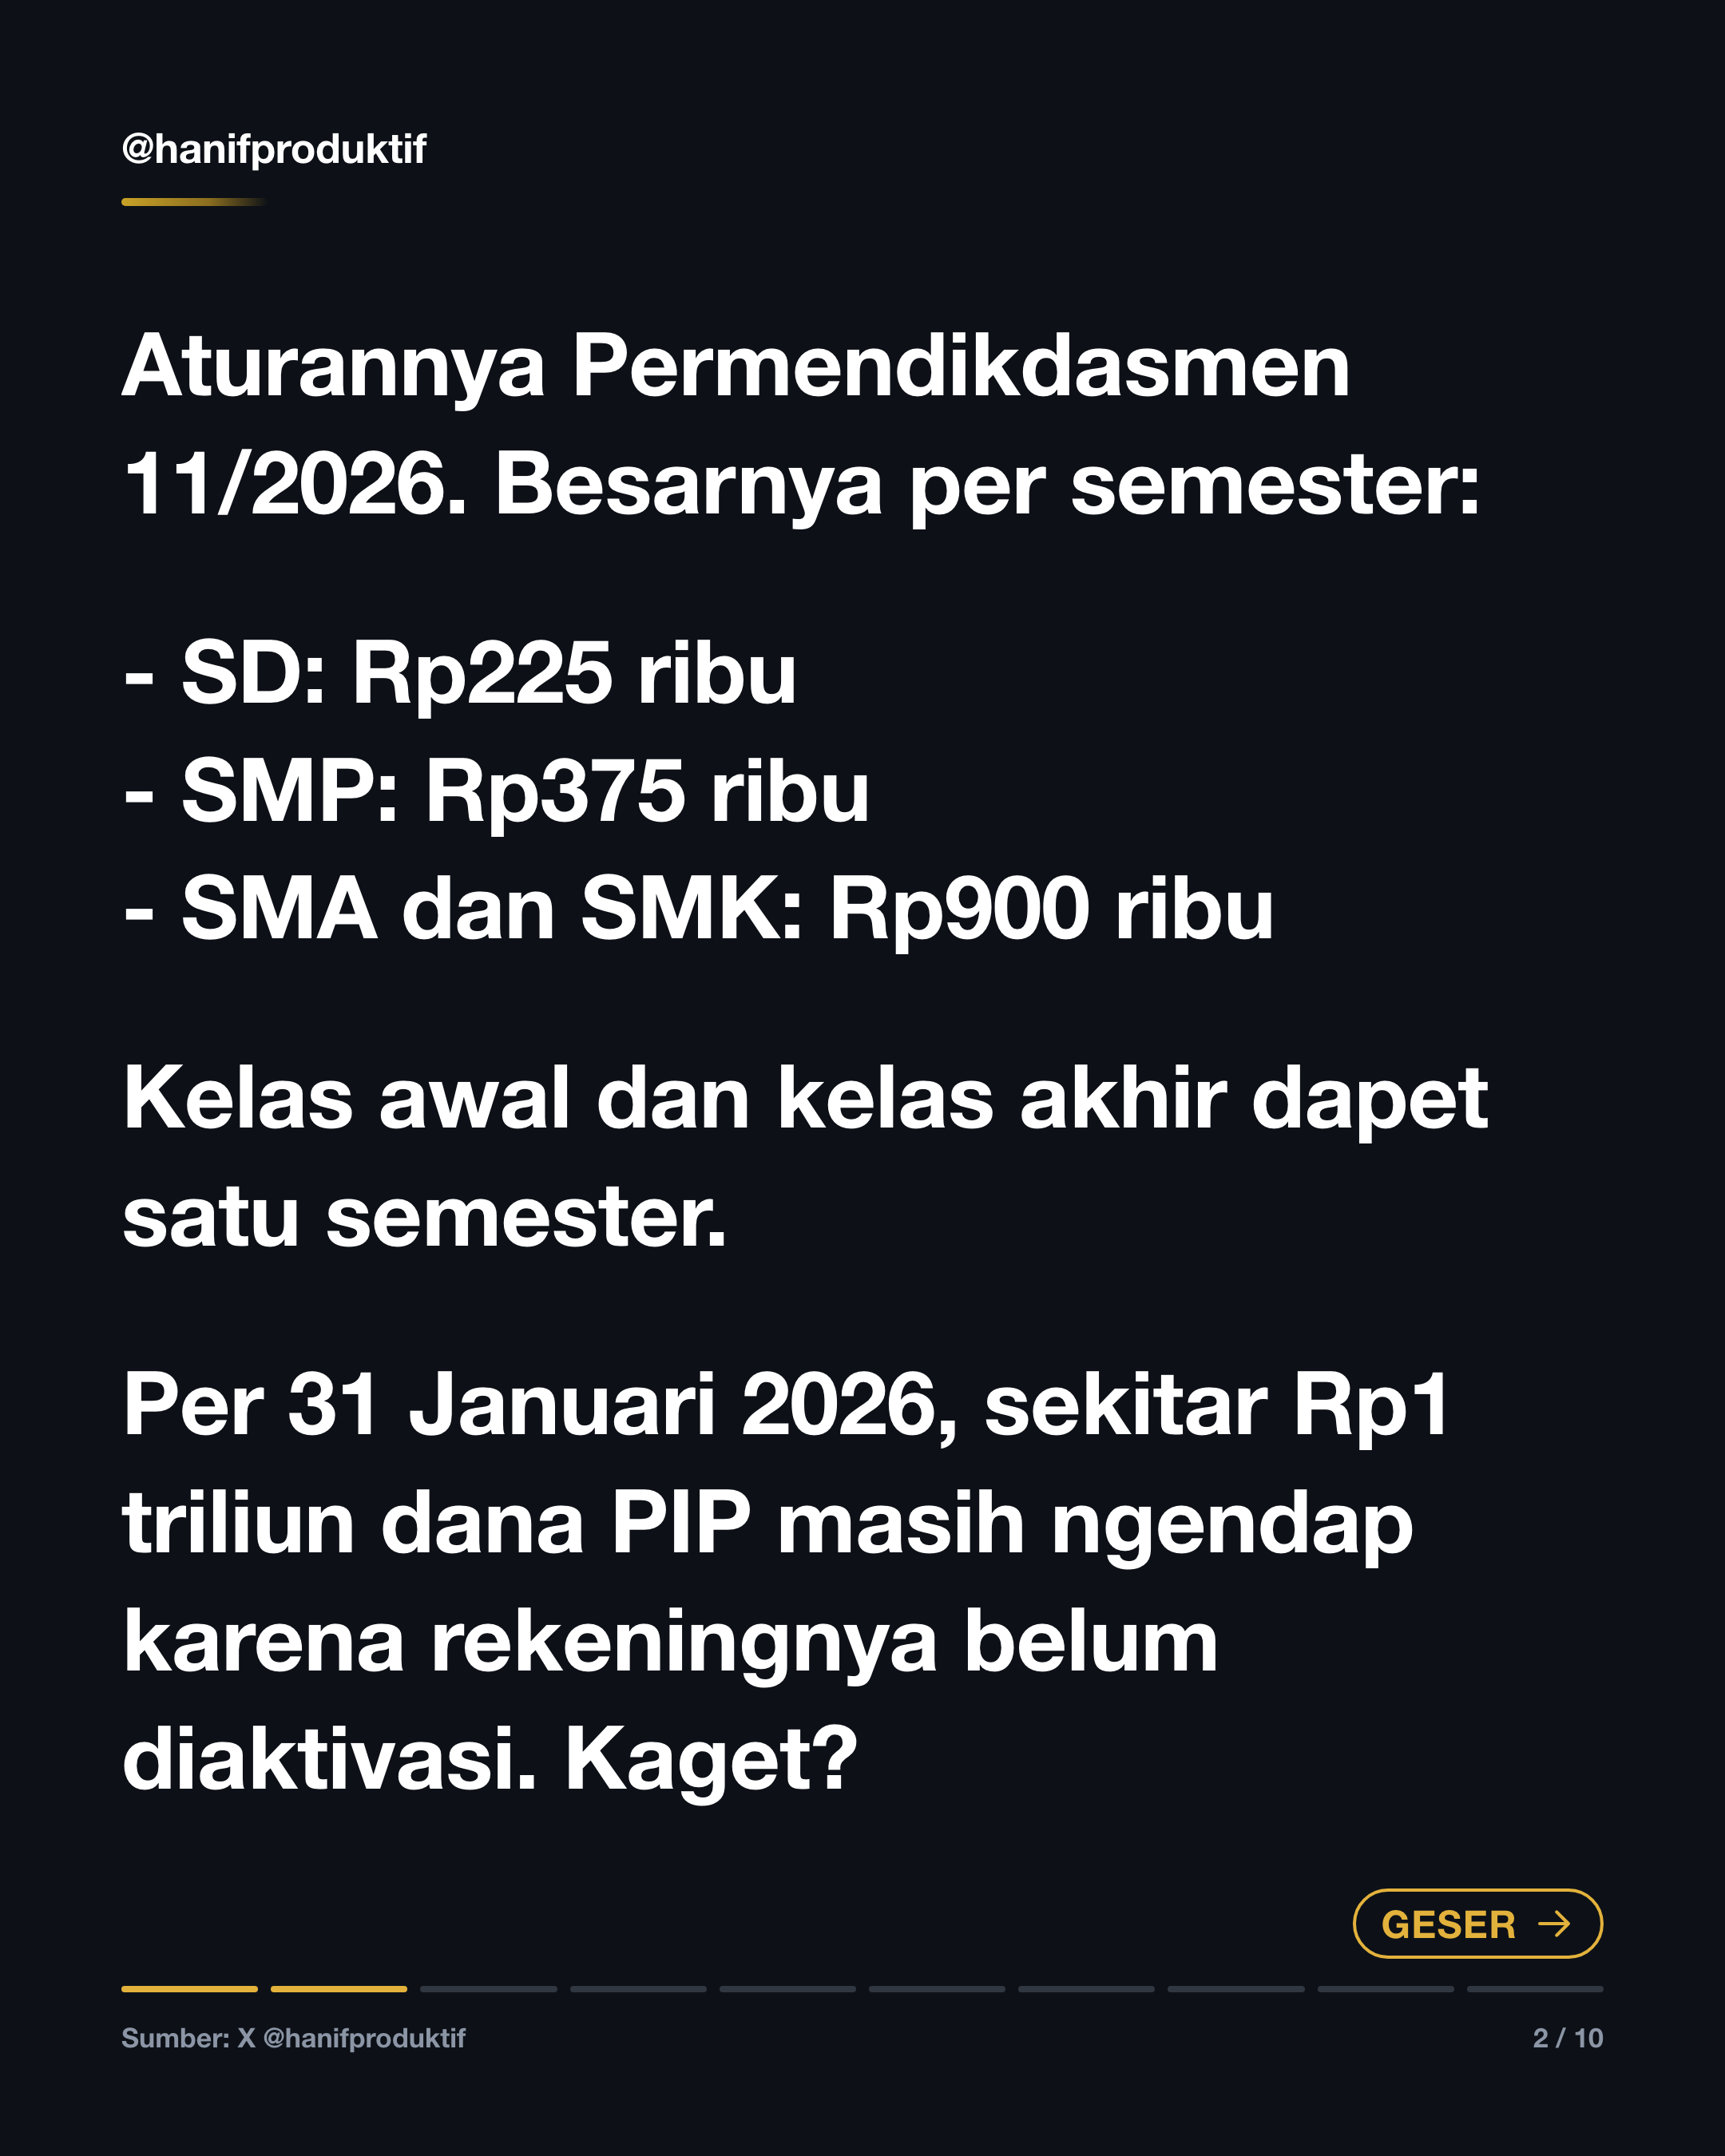 @hanifproduktif
Aturannya Permendikdasmen
11/2026. Besarnya per semester:
- SD: Rp225 ribu
- SMP: Rp375 ribu
- SMA dan SMK: Rp900 ribu
Kelas awal dan kelas akhir dapet
satu semester.
Per 31 Januari 2026, sekitar Rp1
triliun dana PIP masih ngendap
karena rekeningnya belum
diaktivasi. Kaget?
GESER →
Sumber: X @hanifproduktif
2 / 10